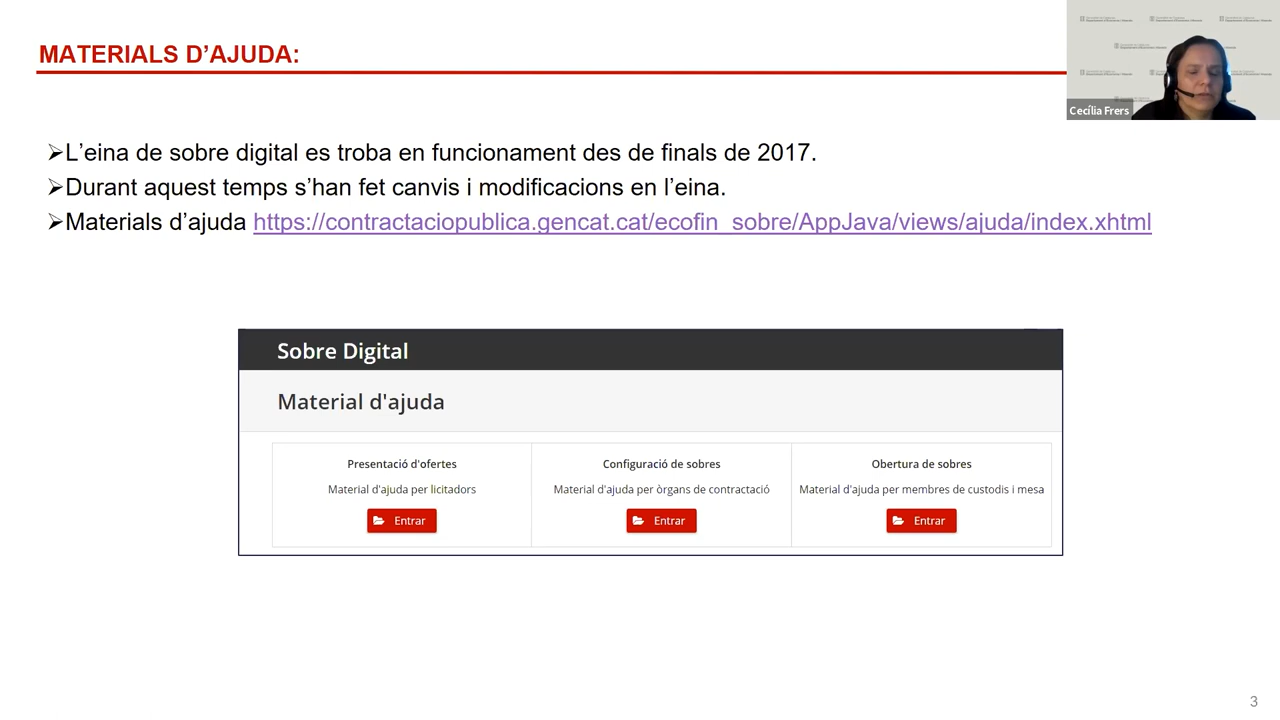 MATERIALS D’AJUDA:
Cecília Frers
⮚L’eina de sobre digital es troba en funcionament des de finals de 2017.
⮚Durant aquest temps s’han fet canvis i modificacions en l’eina.
⮚Materials d’ajuda https://contractaciopublica.gencat.cat/ecofin_sobre/AppJava/views/ajuda/index.xhtml
Sobre Digital
Material d'ajuda
Presentació d'ofertes
Material d'ajuda per licitadors
Entrar
Configuració de sobres
Material d'ajuda per òrgans de contractació
Entrar
Obertura de sobres
Material d'ajuda per membres de custodis i mesa
Entrar
3